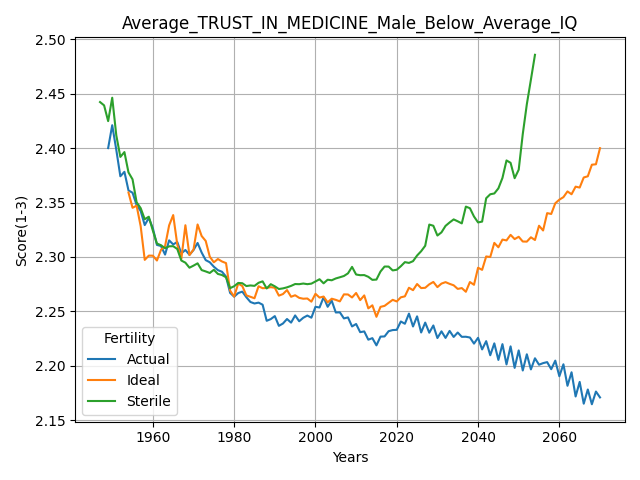 Average_TRUST_IN_MEDICINE_Male_Below_Average_IQ
Score(1-3)
2.50
2.45
2.40
2.35
2.30
2.25
2.20
2.15
Fertility
Actual
Ideal
Sterile
1960 1980 2000 2020 2040 2060
Years